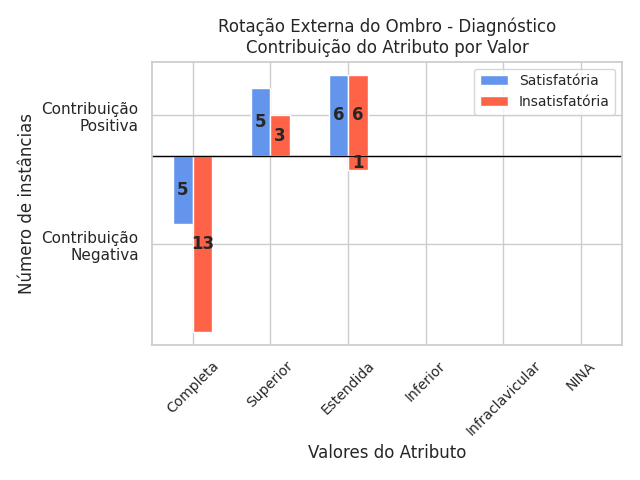 Rotação Externa do Ombro - Diagnóstico
Contribuição do Atributo por Valor
Satisfatória
Insatisfatória
Contribuição
Positiva
Contribuição
Negativa
Número de instâncias
5
13
5
3
6
6
1
Completa
Superior
Estendida
Inferior
Infraclavicular
NINA
Valores do Atributo